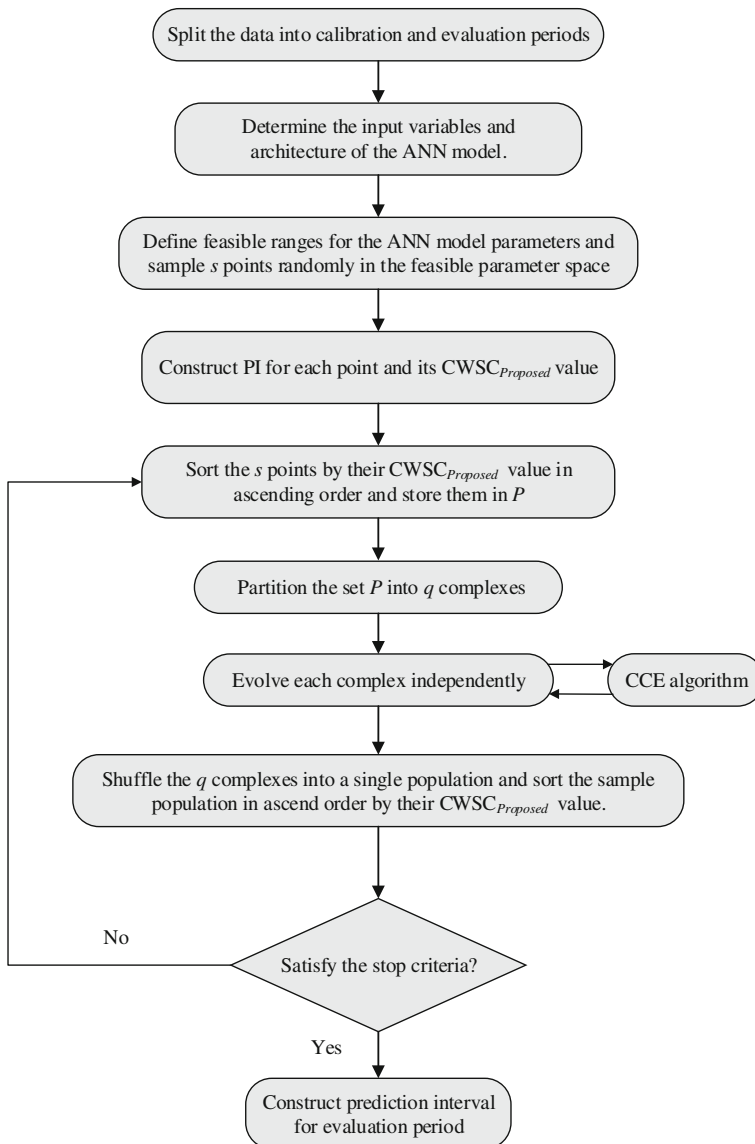 Split the data into calibration and evaluation periods
Determine the input variables and
architecture of the ANN model.
Define feasible ranges for the ANN model parameters and
sample s points randomly in the feasible parameter space
Construct PI for each point and its CWSC_Proposed value
Sort the s points by their CWSC_Proposed value in
ascending order and store them in P
Partition the set P into q complexes
Evolve each complex independently
CCE algorithm
Shuffle the q complexes into a single population and sort the sample
population in ascend order by their CWSC_Proposed value.
No
Satisfy the stop criteria?
Yes
Construct prediction interval
for evaluation period